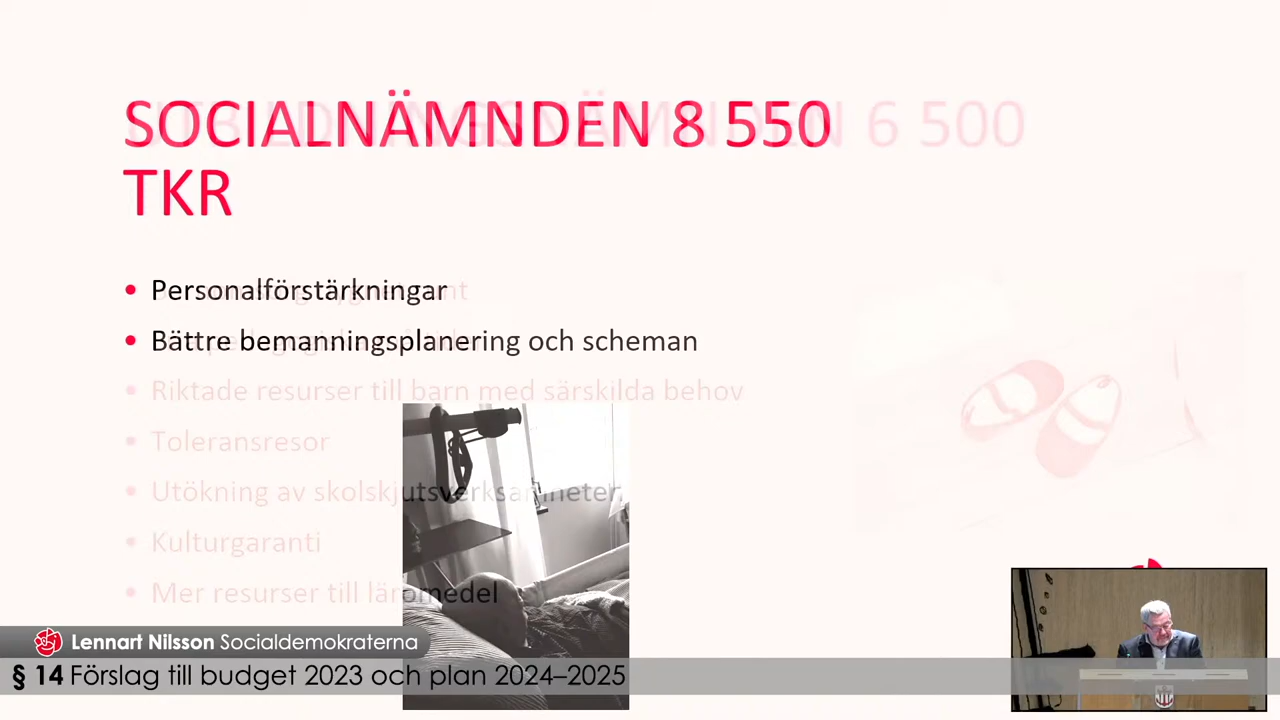 SOCIALNÄMNDEN 8 550
TKR
6 500
• Personalförstärkningar
• Bättre bemanningsplanering och scheman
• Riktade resurser till barn med särskilda behov
• Toleransresor
• Utökning av skolskjutsverksamheter
• Kulturgaranti
• Mer resurser till läromedel
Lennart Nilsson Socialdemokraterna
§ 14 Förslag till budget 2023 och plan 2024–2025